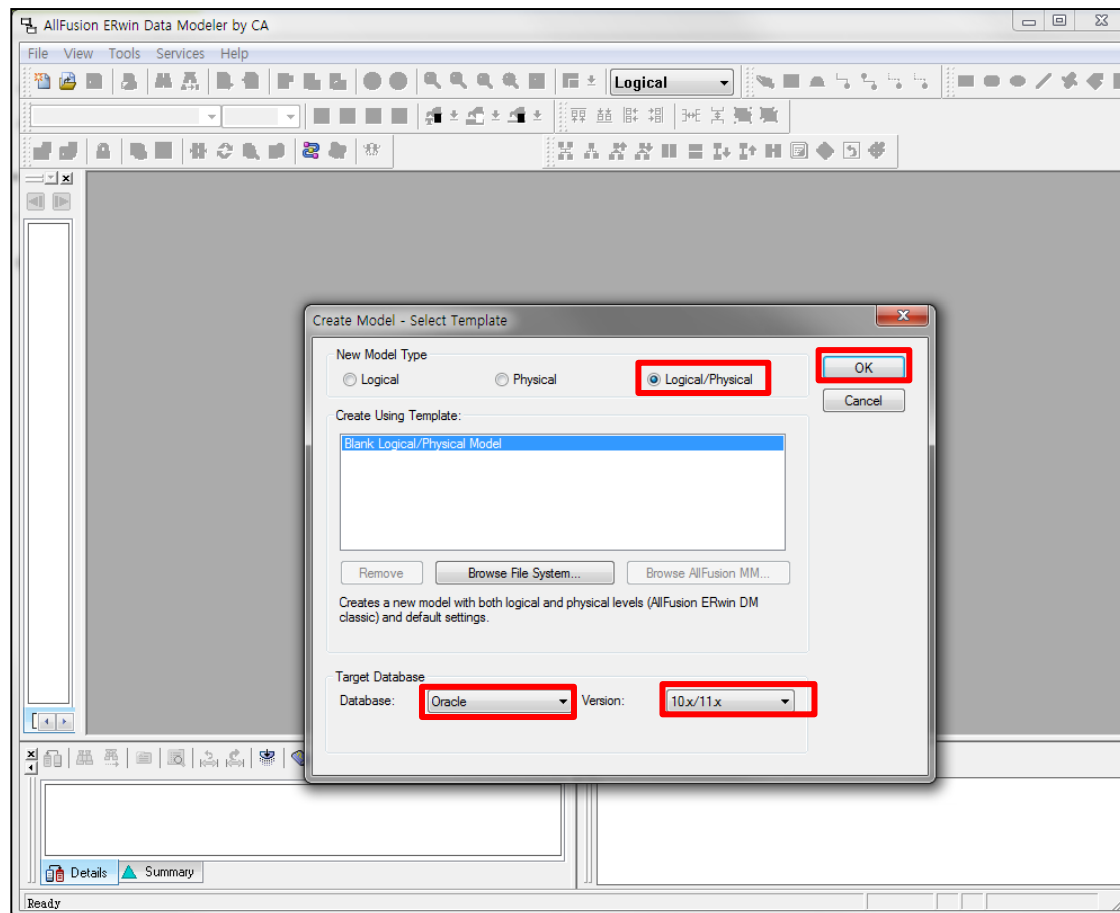 AllFusion ERwin Data Modeler by CA
File View Tools Services Help
Logical
Create Model - Select Template
New Model Type
Logical Physical Logical/Physical
OK
Cancel
Create Using Template:
Blank Logical/Physical Model
Remove Browse File System... Browse AllFusion MM...
Creates a new model with both logical and physical levels (AllFusion ERwin DM
classic) and default settings.
Target Database
Database: Oracle Version: 10.x/11.x
Details Summary
Ready